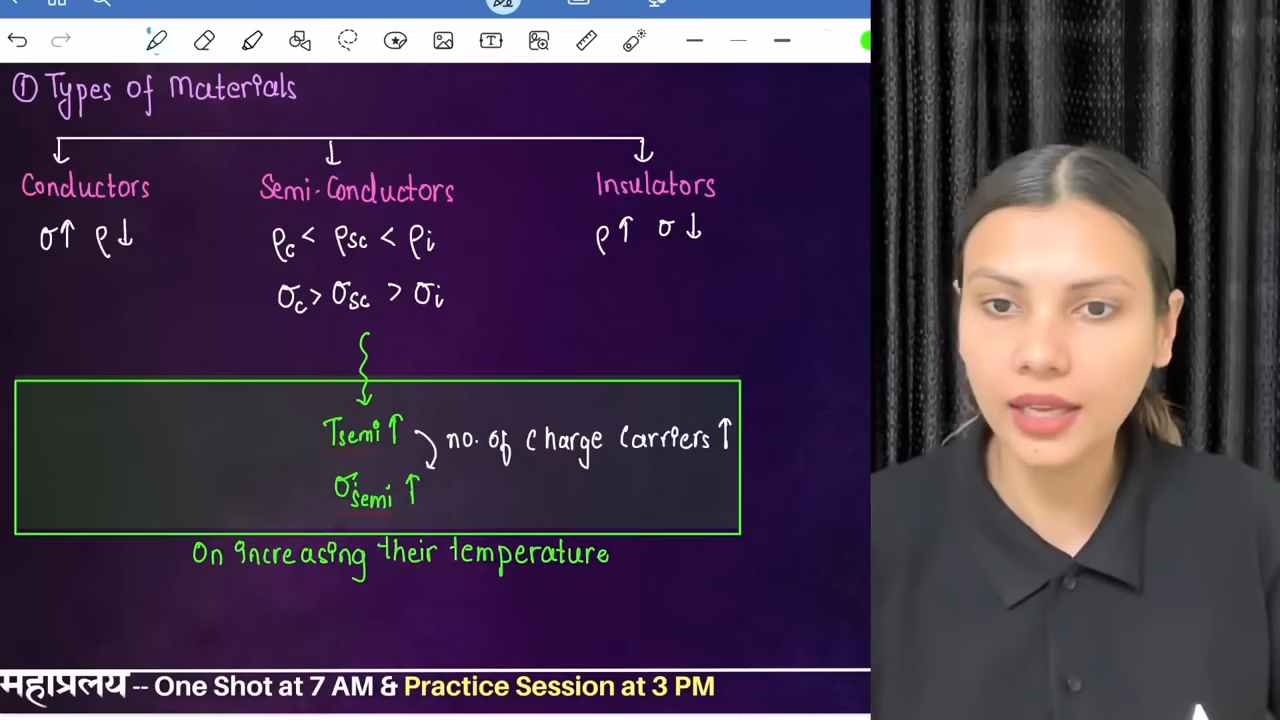 ① Types of Materials
Conductors
Semi-Conductors
Insulators
σ↑ ρ↓
ρc < ρsc < ρi
ρ↑ σ↓
σc > σsc > σi
Tsemi ↑
no. of charge carriers ↑
σsemi ↑
On increasing their temperature
महाप्रलय -- One Shot at 7 AM & Practice Session at 3 PM